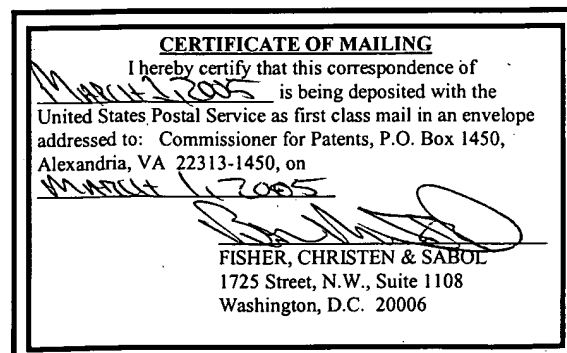 CERTIFICATE OF MAILING
I hereby certify that this correspondence of
MARCH 1, 2005 is being deposited with the
United States Postal Service as first class mail in an envelope
addressed to: Commissioner for Patents, P.O. Box 1450,
Alexandria, VA 22313-1450, on
MARCH 1, 2005
FISHER, CHRISTEN & SABOL
1725 Street, N.W., Suite 1108
Washington, D.C. 20006